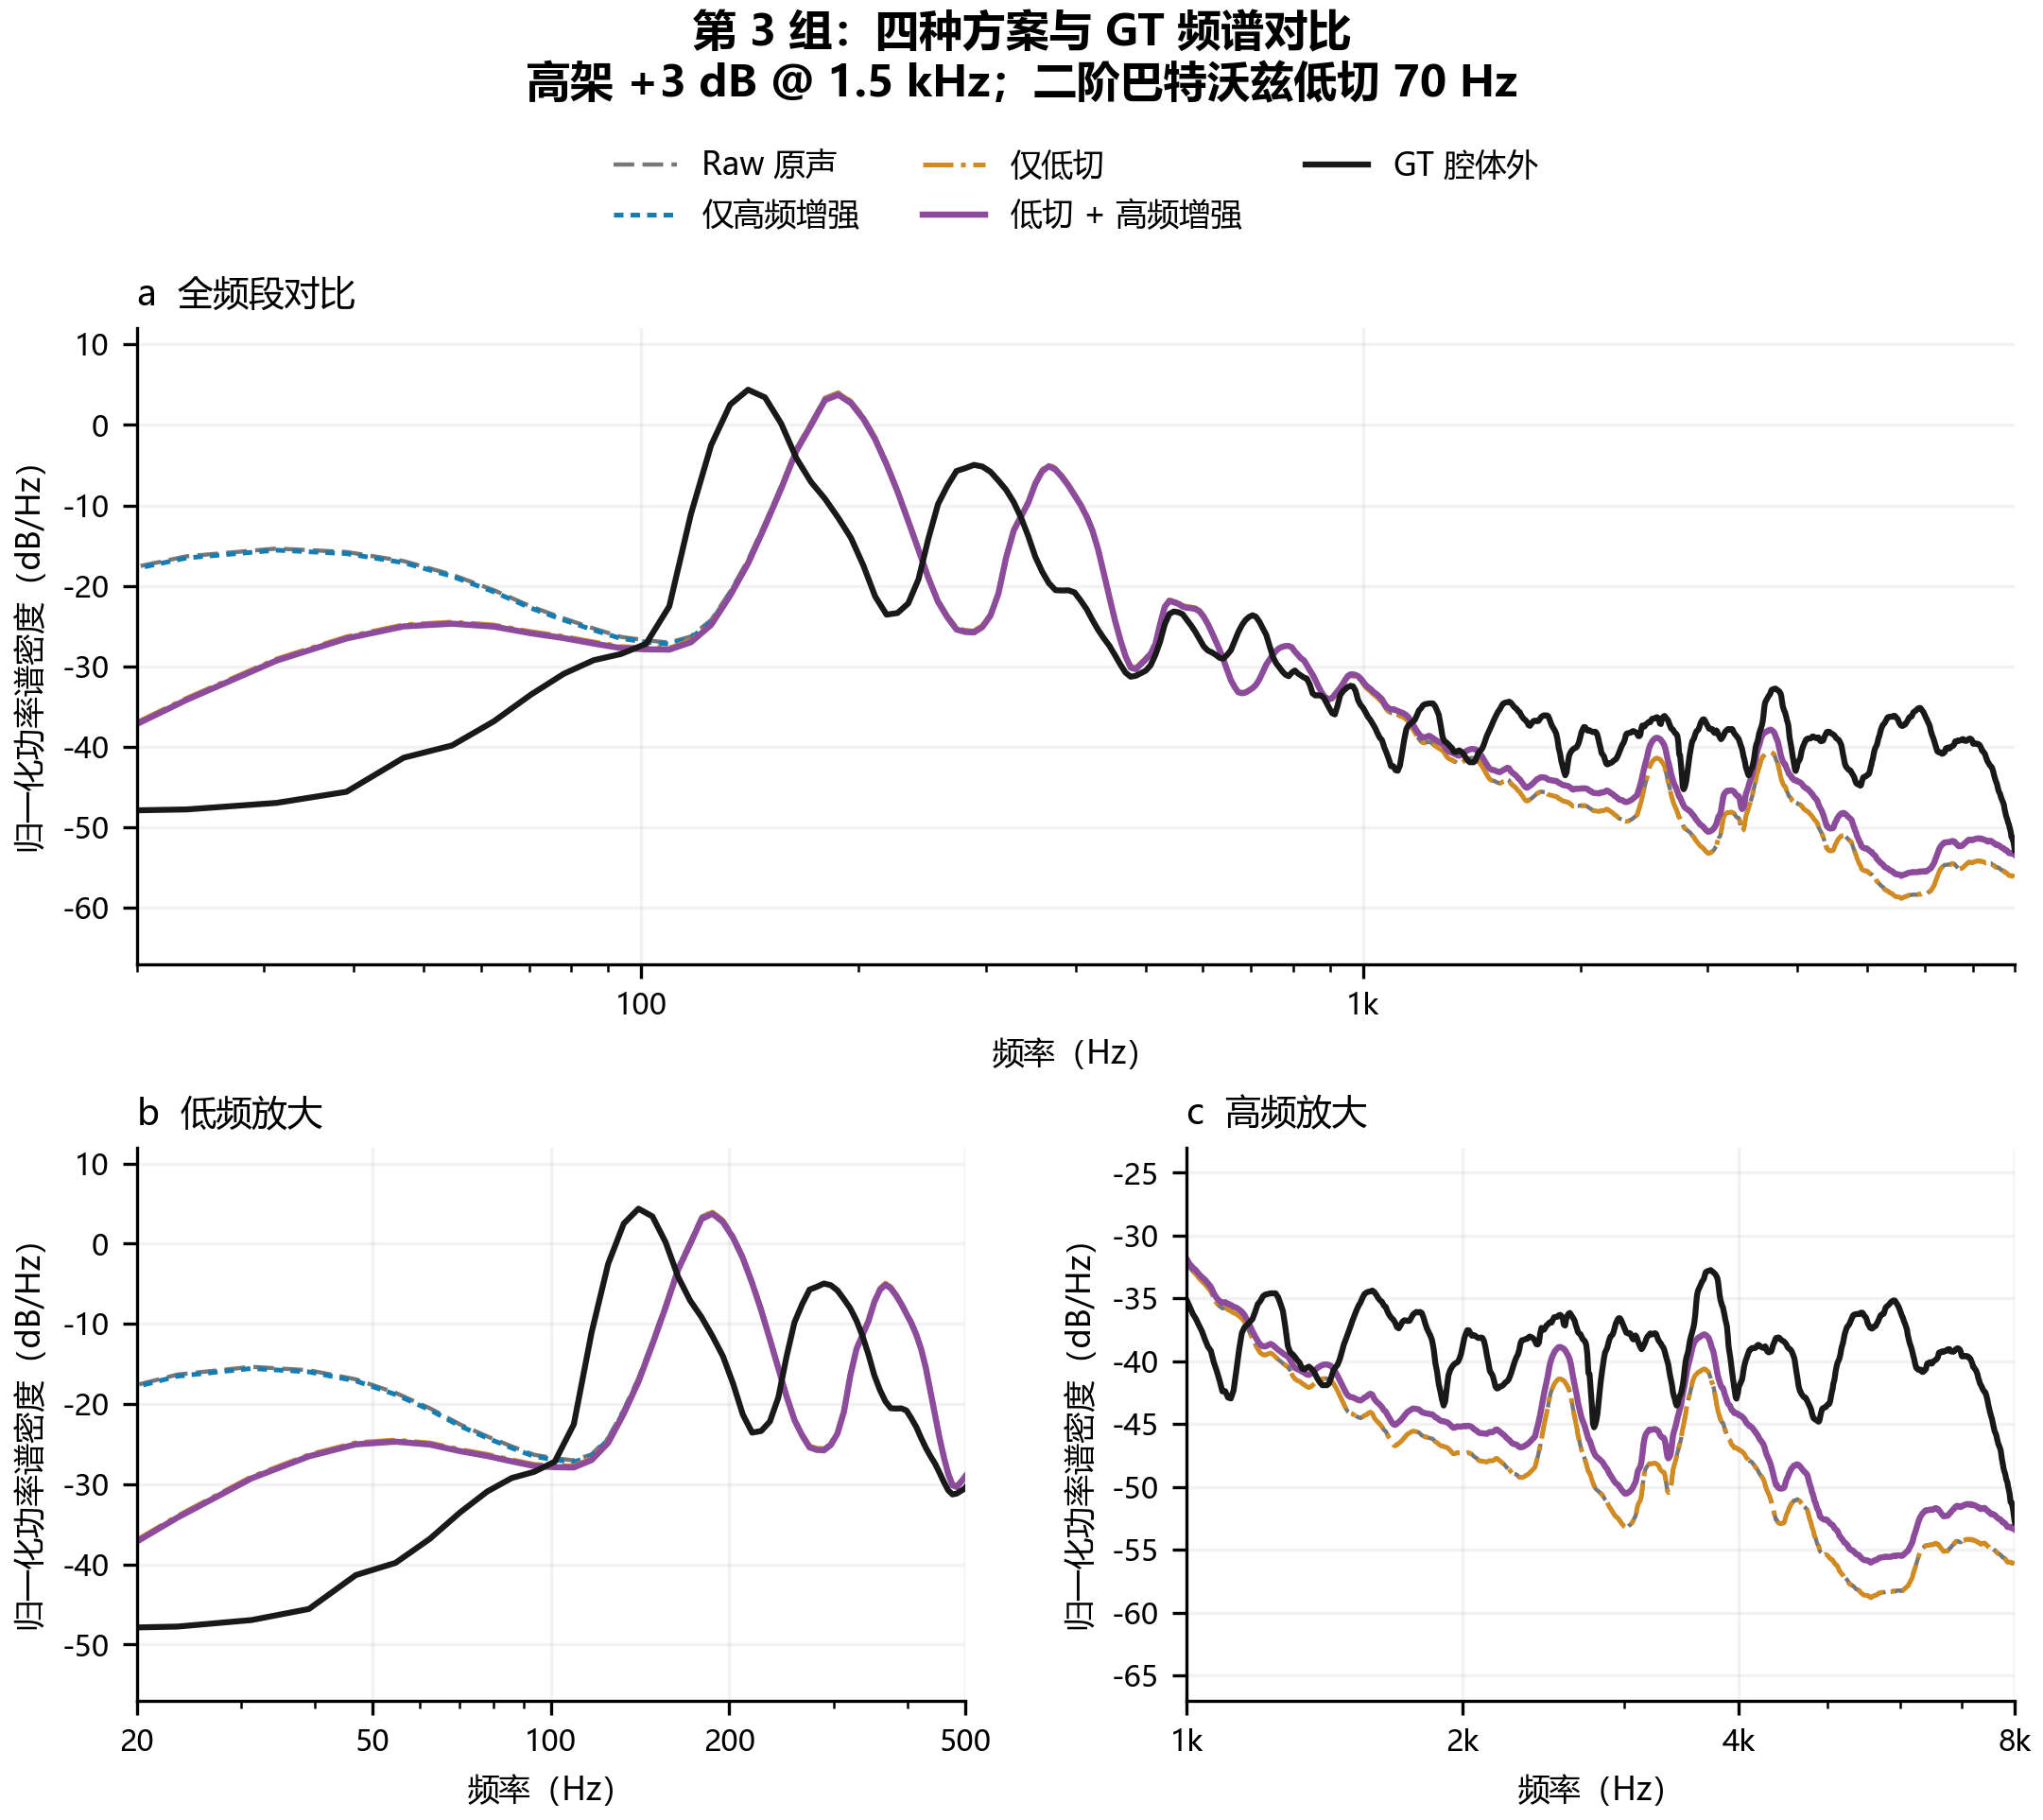 第 3 组：四种方案与 GT 频谱对比
高架 +3 dB @ 1.5 kHz；二阶巴特沃兹低切 70 Hz
Raw 原声
仅低切
GT 腔体外
仅高频增强
低切 + 高频增强
a 全频段对比
归一化功率谱密度（dB/Hz）
10
0
-10
-20
-30
-40
-50
-60
100
1k
频率（Hz）
b 低频放大
归一化功率谱密度（dB/Hz）
10
0
-10
-20
-30
-40
-50
20
50
100
200
500
频率（Hz）
c 高频放大
归一化功率谱密度（dB/Hz）
-25
-30
-35
-40
-45
-50
-55
-60
-65
1k
2k
4k
8k
频率（Hz）